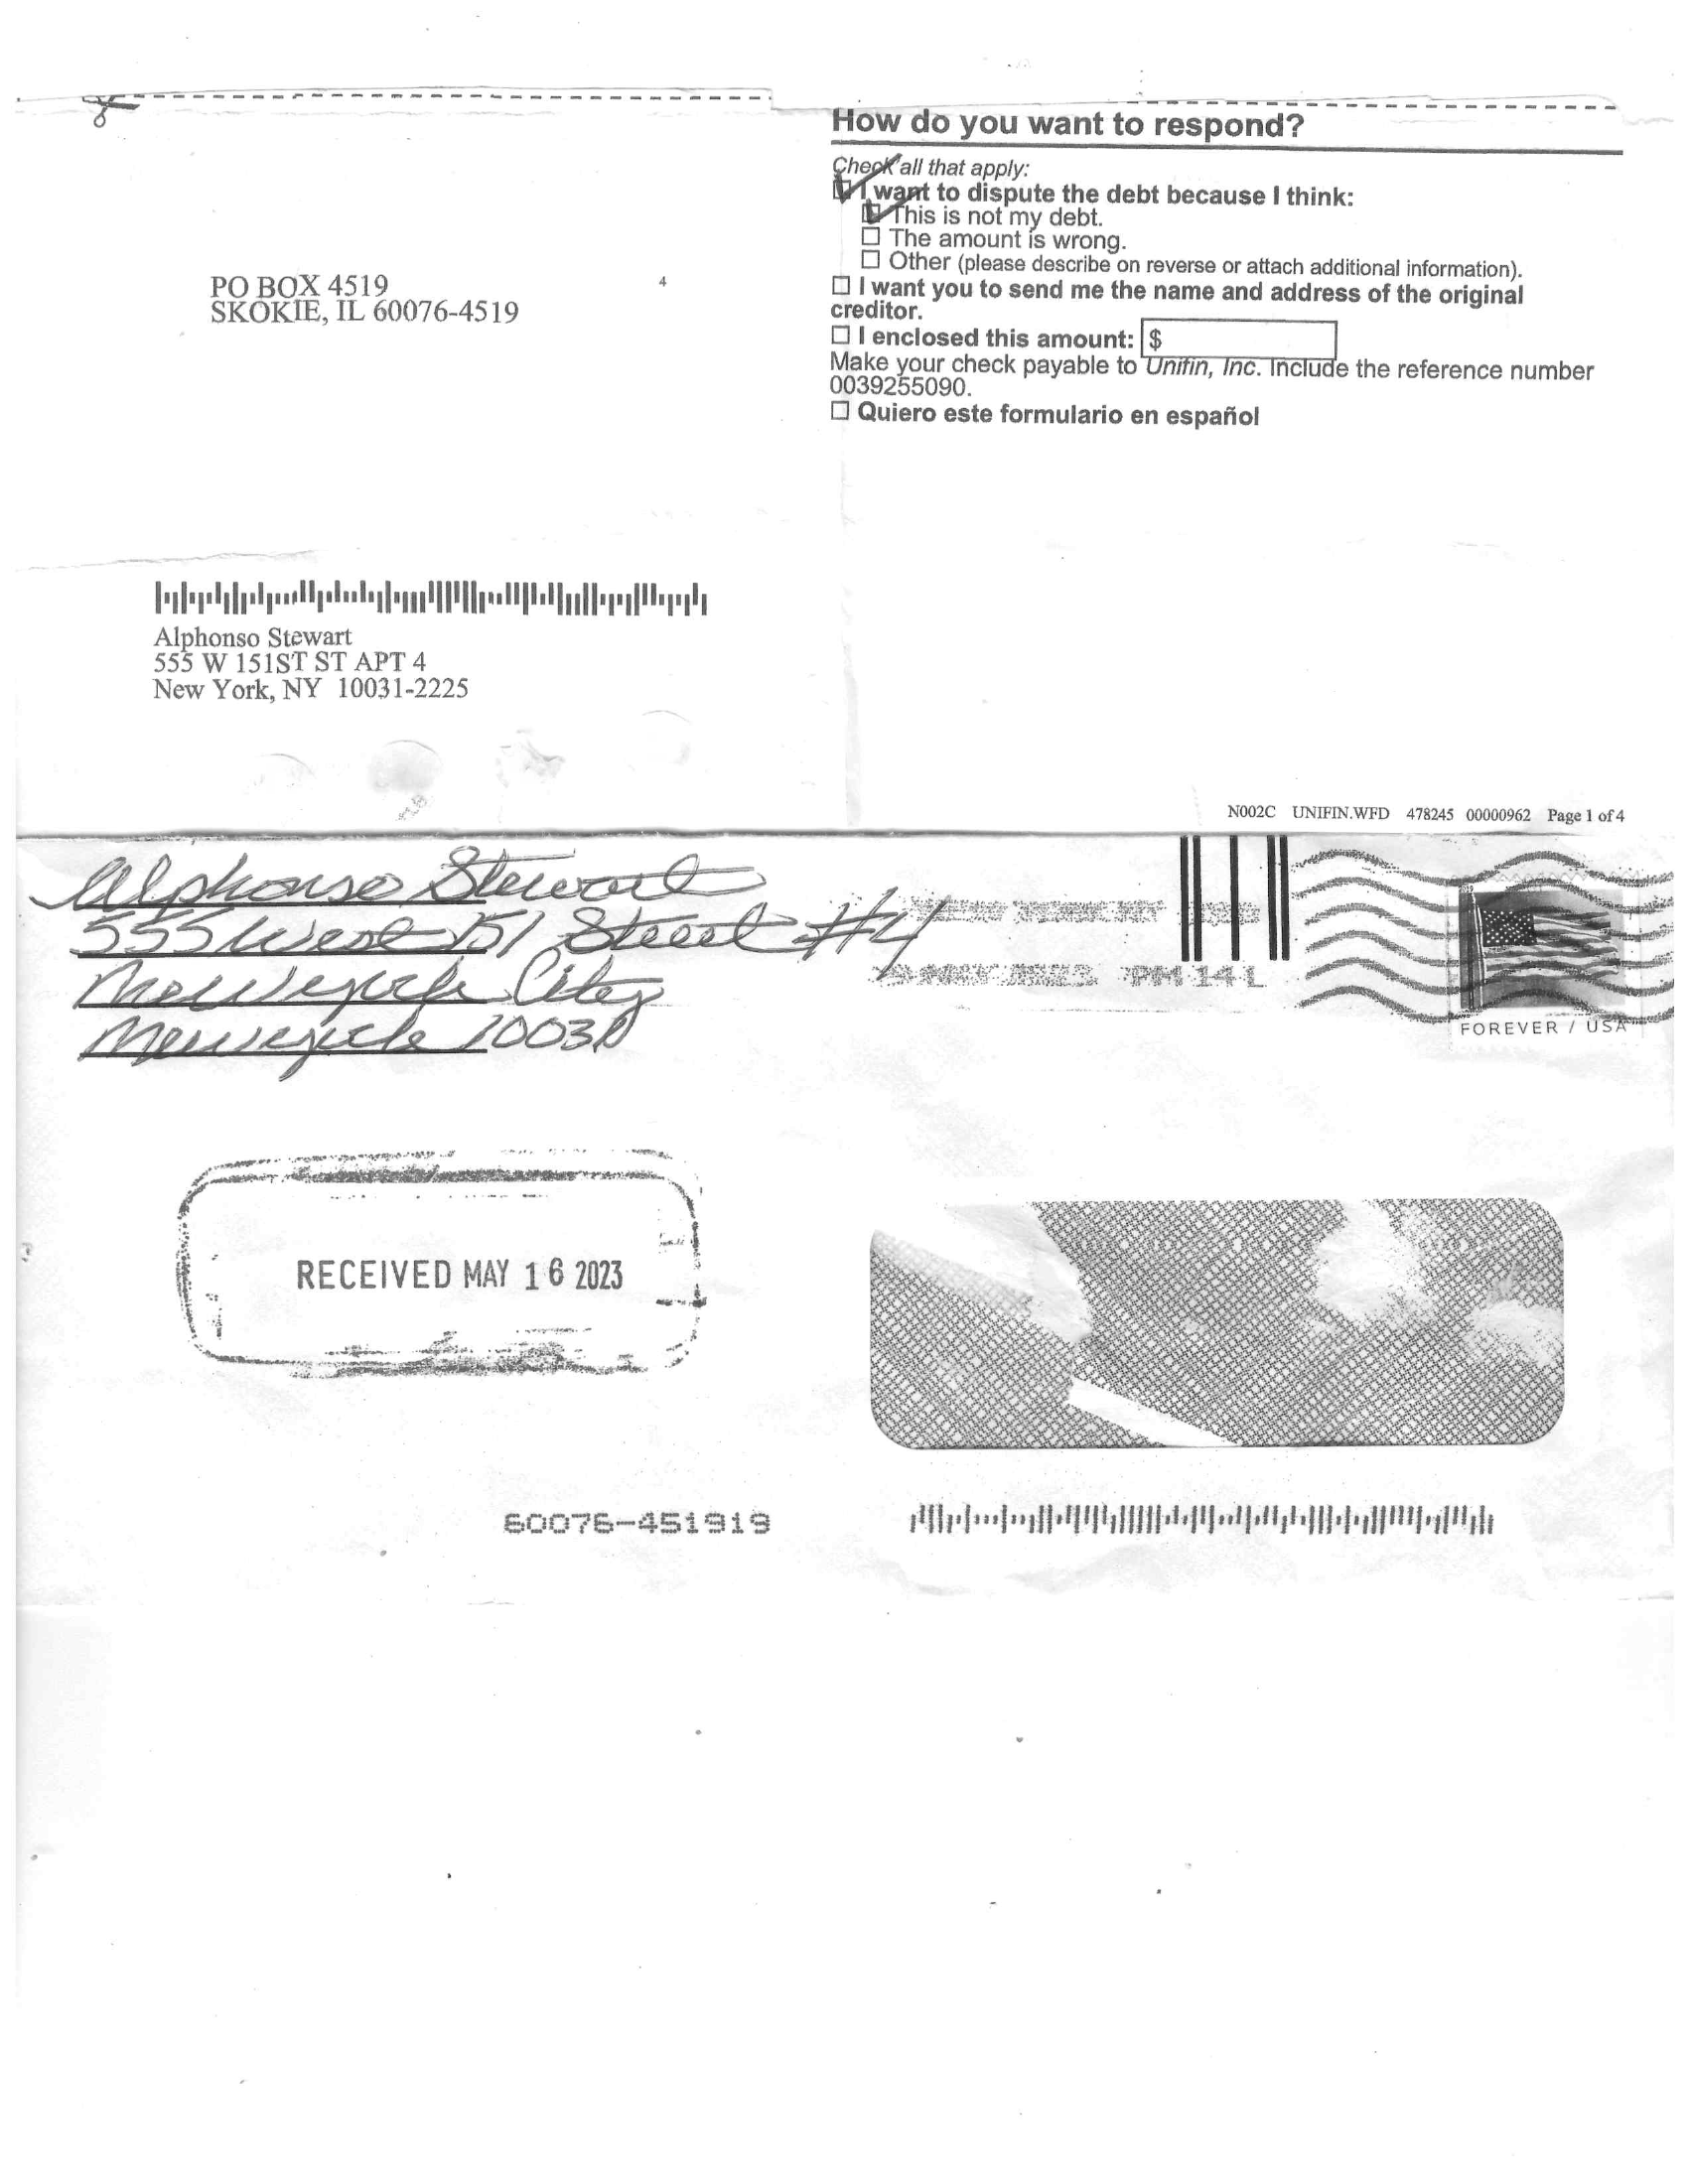 How do you want to respond?
Check all that apply:
I want to dispute the debt because I think:
This is not my debt.
☐ The amount is wrong.
☐ Other (please describe on reverse or attach additional information).
☐ I want you to send me the name and address of the original
creditor.
☐ I enclosed this amount: $
Make your check payable to Unifin, Inc. Include the reference number
0039255090.
☐ Quiero este formulario en español
PO BOX 4519
SKOKIE, IL 60076-4519
4
Alphonso Stewart
555 W 151ST ST APT 4
New York, NY 10031-2225
N002C UNIFIN.WFD 478245 00000962 Page 1 of 4
Alphonso Stewart
555 West 151 Street #4
New York City
New York 10031
PM 14 L
FOREVER / USA
RECEIVED MAY 16 2023
60076-451919